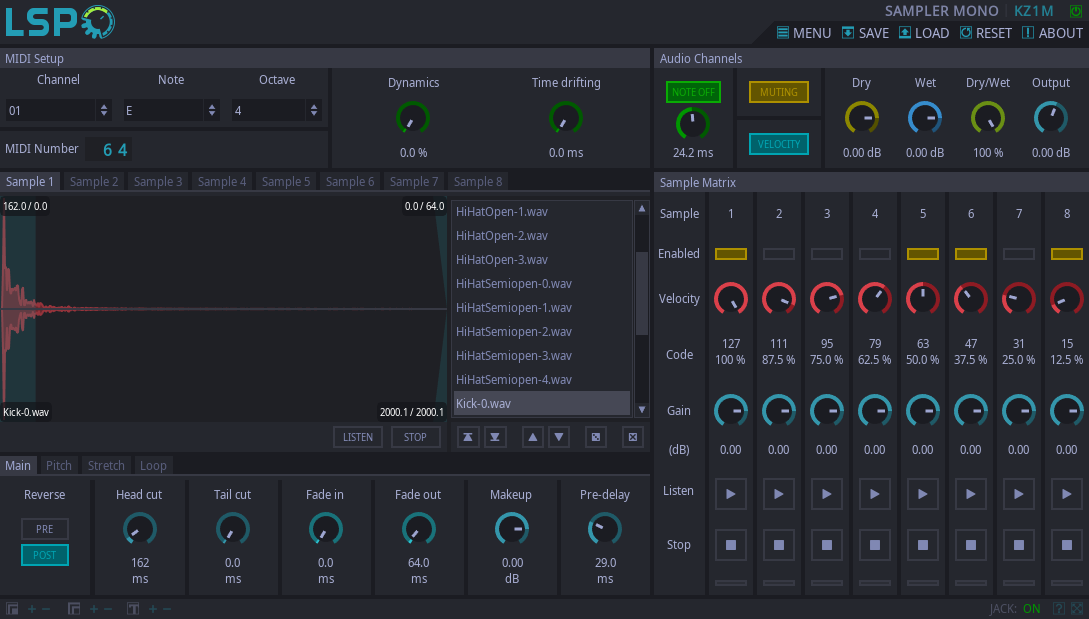 LSP
SAMPLER MONO KZ1M
MENU SAVE LOAD RESET ABOUT
MIDI Setup
Channel Note Octave
01 E 4
MIDI Number 64
Dynamics Time drifting
0.0 % 0.0 ms
Audio Channels
NOTE OFF MUTING
24.2 ms VELOCITY
Dry Wet Dry/Wet Output
0.00 dB 0.00 dB 100 % 0.00 dB
Sample 1 Sample 2 Sample 3 Sample 4 Sample 5 Sample 6 Sample 7 Sample 8
162.0 / 0.0 0.0 / 64.0
Kick-0.wav 2000.1 / 2000.1
HiHatOpen-1.wav
HiHatOpen-2.wav
HiHatOpen-3.wav
HiHatSemiopen-0.wav
HiHatSemiopen-1.wav
HiHatSemiopen-2.wav
HiHatSemiopen-3.wav
HiHatSemiopen-4.wav
Kick-0.wav
LISTEN STOP
Main Pitch Stretch Loop
Reverse Head cut Tail cut Fade in Fade out Makeup Pre-delay
PRE
POST
162 0.0 0.0 64.0 0.00 29.0
ms ms ms ms dB ms
Sample Matrix
Sample 1 2 3 4 5 6 7 8
Enabled
Velocity
Code 127 111 95 79 63 47 31 15
100 % 87.5 % 75.0 % 62.5 % 50.0 % 37.5 % 25.0 % 12.5 %
Gain
(dB) 0.00 0.00 0.00 0.00 0.00 0.00 0.00 0.00
Listen
Stop
JACK: ON